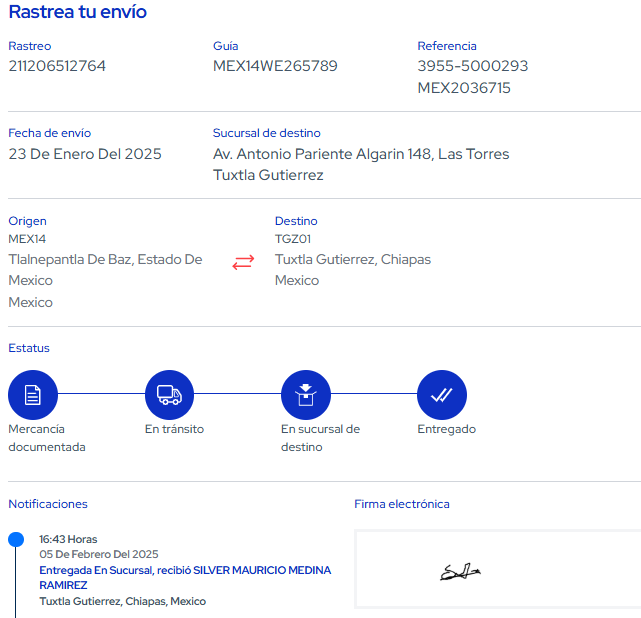 Rastrea tu envío
Rastreo
211206512764
Guía
MEX14WE265789
Referencia
3955-5000293
MEX2036715
Fecha de envío
23 De Enero Del 2025
Sucursal de destino
Av. Antonio Pariente Algarin 148, Las Torres
Tuxtla Gutierrez
Origen
MEX14
Tlalnepantla De Baz, Estado De
Mexico
Mexico
Destino
TGZ01
Tuxtla Gutierrez, Chiapas
Mexico
Estatus
Mercancía
documentada
En tránsito
En sucursal de
destino
Entregado
Notificaciones
16:43 Horas
05 De Febrero Del 2025
Entregada En Sucursal, recibió SILVER MAURICIO MEDINA
RAMIREZ
Tuxtla Gutierrez, Chiapas, Mexico
Firma electrónica